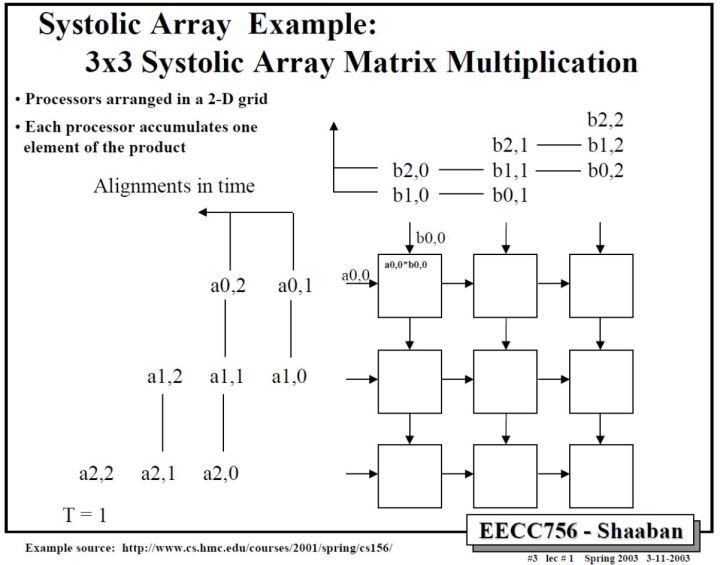 Systolic Array Example:
3x3 Systolic Array Matrix Multiplication
• Processors arranged in a 2-D grid
• Each processor accumulates one
element of the product
Alignments in time
b2,2
b2,1 b1,2
b2,0 b1,1 b0,2
b1,0 b0,1
b0,0
a0,2 a0,1 a0,0 a0,0*b0,0
a1,2 a1,1 a1,0
a2,2 a2,1 a2,0
T = 1
EECC756 - Shaaban
Example source: http://www.cs.hmc.edu/courses/2001/spring/cs156/
#3 lec # 1 Spring 2003 3-11-2003